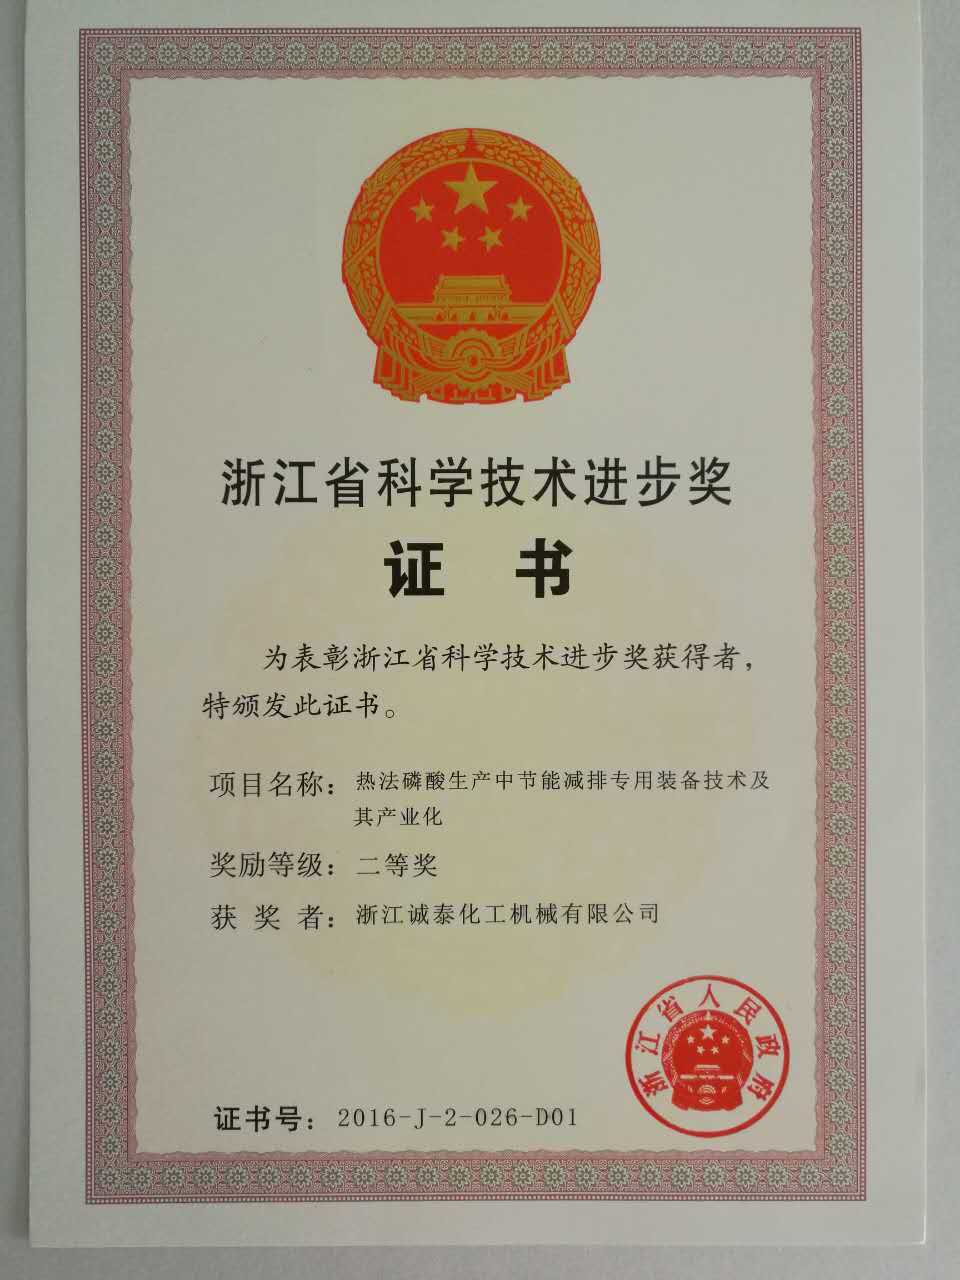 浙江省科学技术进步奖
证 书
为表彰浙江省科学技术进步奖获得者，
特颁发此证书。
项目名称：热法磷酸生产中节能减排专用装备技术及
其产业化
奖励等级：二等奖
获 奖 者：浙江诚泰化工机械有限公司
浙江省人民政府
证书号：2016-J-2-026-D01